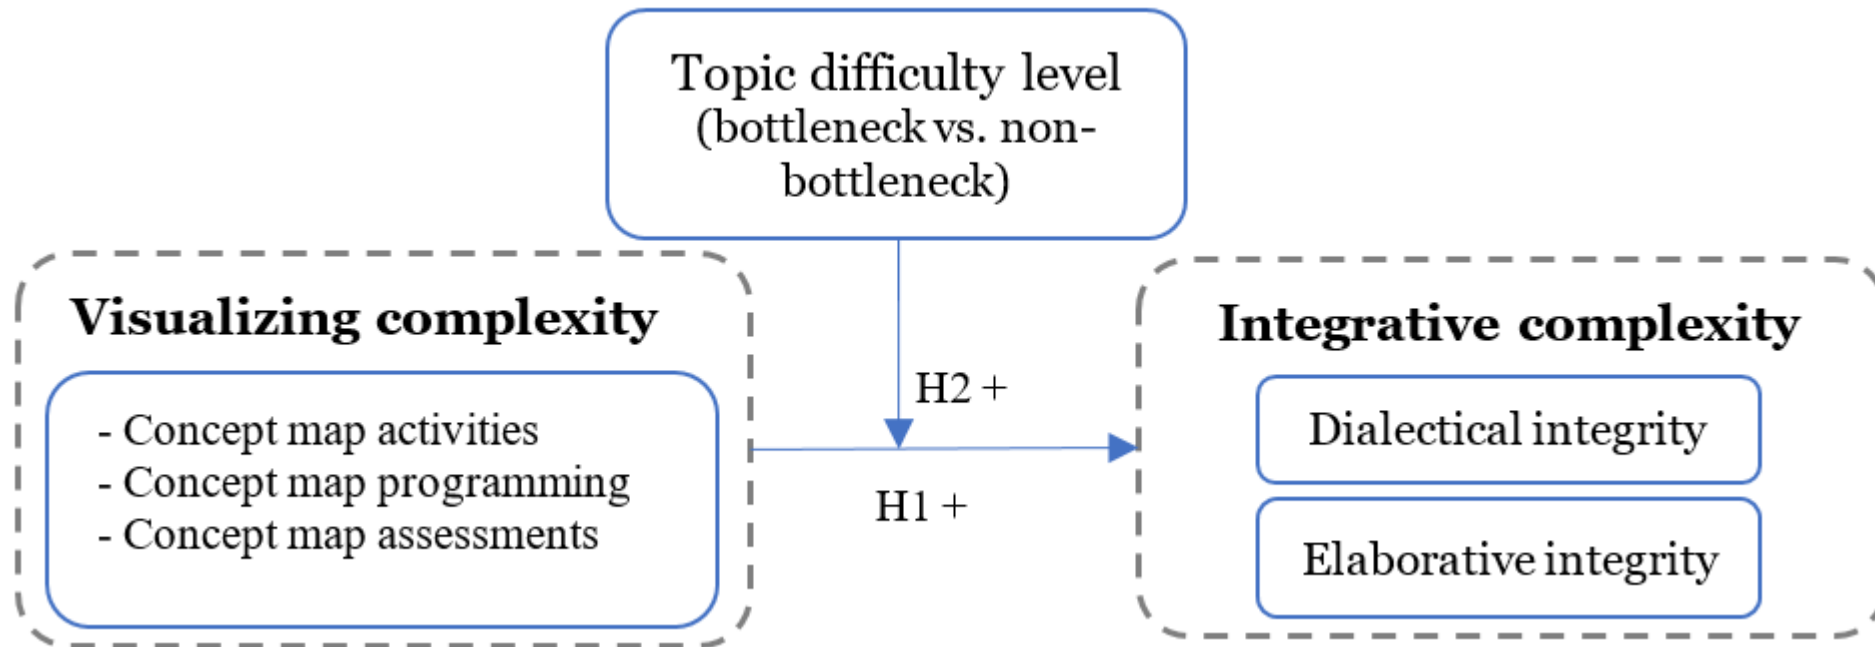 Topic difficulty level
(bottleneck vs. non-
bottleneck)
Visualizing complexity
- Concept map activities
- Concept map programming
- Concept map assessments
H2 +
H1 +
Integrative complexity
Dialectical integrity
Elaborative integrity